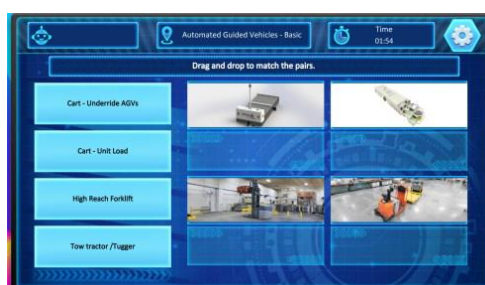 Automated Guided Vehicles - Basic
Time
01:54
Drag and drop to match the pairs.
Cart - Underride AGVs
Cart - Unit Load
High Reach Forklift
Tow tractor /Tugger